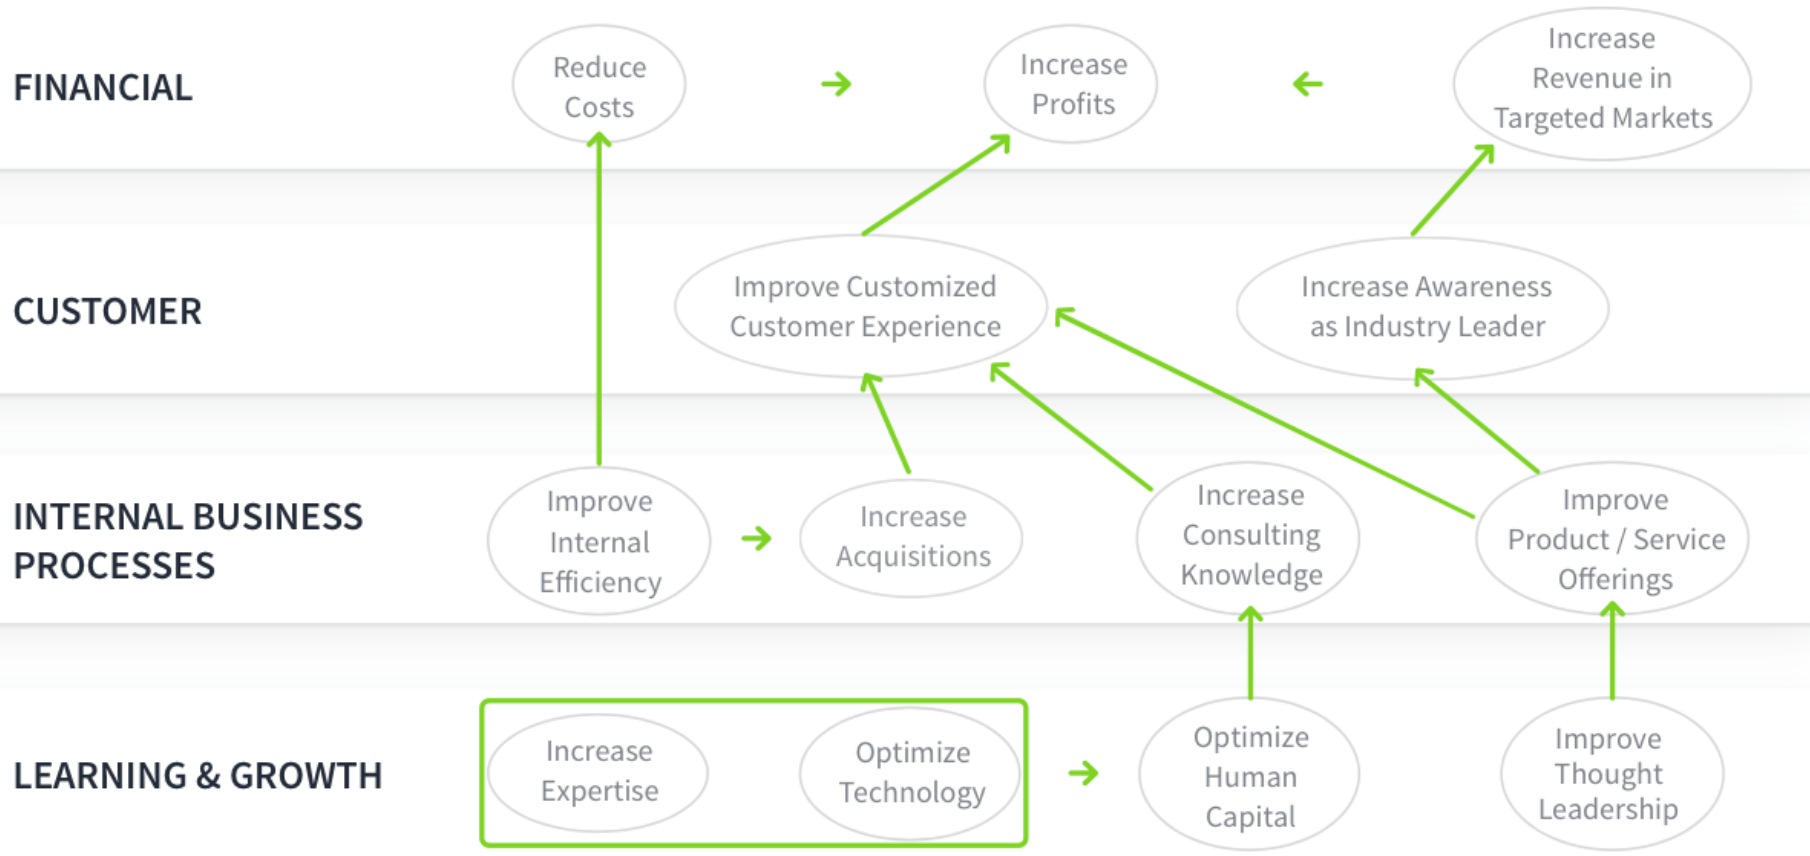 FINANCIAL
Reduce
Costs
Increase
Profits
Increase
Revenue in
Targeted Markets
CUSTOMER
Improve Customized
Customer Experience
Increase Awareness
as Industry Leader
INTERNAL BUSINESS
PROCESSES
Improve
Internal
Efficiency
Increase
Acquisitions
Increase
Consulting
Knowledge
Improve
Product / Service
Offerings
LEARNING & GROWTH
Increase
Expertise
Optimize
Technology
Optimize
Human
Capital
Improve
Thought
Leadership